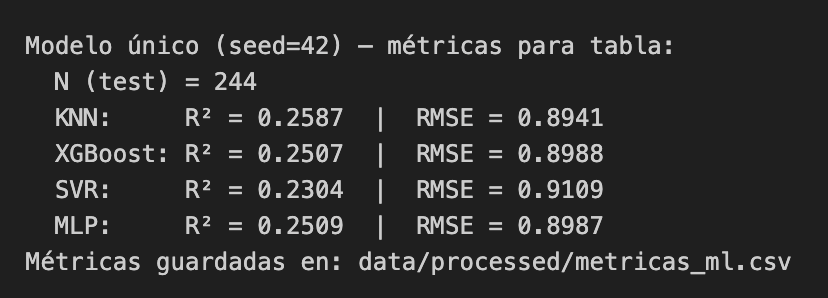 Modelo único (seed=42) — métricas para tabla:
N (test) = 244
KNN: R² = 0.2587 | RMSE = 0.8941
XGBoost: R² = 0.2507 | RMSE = 0.8988
SVR: R² = 0.2304 | RMSE = 0.9109
MLP: R² = 0.2509 | RMSE = 0.8987
Métricas guardadas en: data/processed/metricas_ml.csv